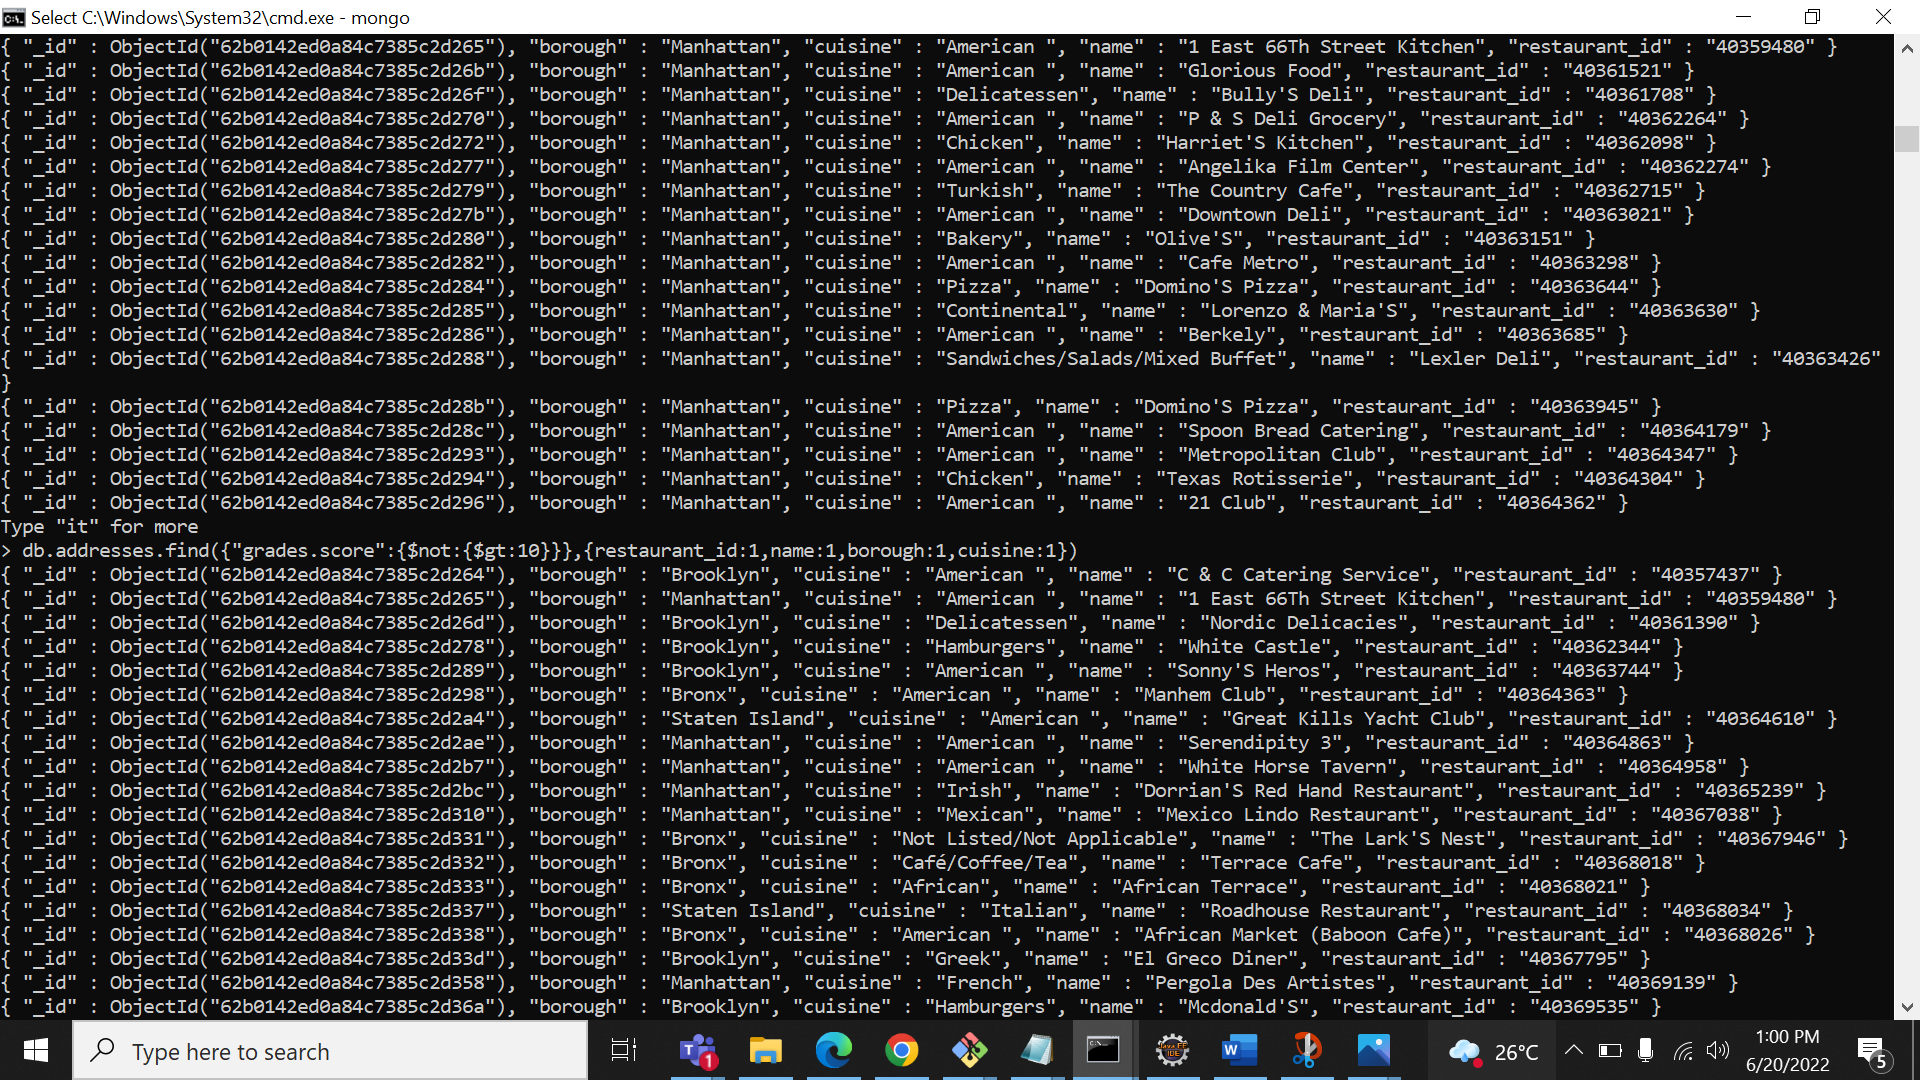 Select C:\Windows\System32\cmd.exe - mongo
{ "_id" : ObjectId("62b0142ed0a84c7385c2d265"), "borough" : "Manhattan", "cuisine" : "American ", "name" : "1 East 66Th Street Kitchen", "restaurant_id" : "40359480" }
{ "_id" : ObjectId("62b0142ed0a84c7385c2d26b"), "borough" : "Manhattan", "cuisine" : "American ", "name" : "Glorious Food", "restaurant_id" : "40361521" }
{ "_id" : ObjectId("62b0142ed0a84c7385c2d26f"), "borough" : "Manhattan", "cuisine" : "Delicatessen", "name" : "Bully'S Deli", "restaurant_id" : "40361708" }
{ "_id" : ObjectId("62b0142ed0a84c7385c2d270"), "borough" : "Manhattan", "cuisine" : "American ", "name" : "P & S Deli Grocery", "restaurant_id" : "40362264" }
{ "_id" : ObjectId("62b0142ed0a84c7385c2d272"), "borough" : "Manhattan", "cuisine" : "Chicken", "name" : "Harriet'S Kitchen", "restaurant_id" : "40362098" }
{ "_id" : ObjectId("62b0142ed0a84c7385c2d277"), "borough" : "Manhattan", "cuisine" : "American ", "name" : "Angelika Film Center", "restaurant_id" : "40362274" }
{ "_id" : ObjectId("62b0142ed0a84c7385c2d279"), "borough" : "Manhattan", "cuisine" : "Turkish", "name" : "The Country Cafe", "restaurant_id" : "40362715" }
{ "_id" : ObjectId("62b0142ed0a84c7385c2d27b"), "borough" : "Manhattan", "cuisine" : "American ", "name" : "Downtown Deli", "restaurant_id" : "40363021" }
{ "_id" : ObjectId("62b0142ed0a84c7385c2d280"), "borough" : "Manhattan", "cuisine" : "Bakery", "name" : "Olive'S", "restaurant_id" : "40363151" }
{ "_id" : ObjectId("62b0142ed0a84c7385c2d282"), "borough" : "Manhattan", "cuisine" : "American ", "name" : "Cafe Metro", "restaurant_id" : "40363298" }
{ "_id" : ObjectId("62b0142ed0a84c7385c2d284"), "borough" : "Manhattan", "cuisine" : "Pizza", "name" : "Domino'S Pizza", "restaurant_id" : "40363644" }
{ "_id" : ObjectId("62b0142ed0a84c7385c2d285"), "borough" : "Manhattan", "cuisine" : "Continental", "name" : "Lorenzo & Maria'S", "restaurant_id" : "40363630" }
{ "_id" : ObjectId("62b0142ed0a84c7385c2d286"), "borough" : "Manhattan", "cuisine" : "American ", "name" : "Berkely", "restaurant_id" : "40363685" }
{ "_id" : ObjectId("62b0142ed0a84c7385c2d288"), "borough" : "Manhattan", "cuisine" : "Sandwiches/Salads/Mixed Buffet", "name" : "Lexler Deli", "restaurant_id" : "40363426"
}
{ "_id" : ObjectId("62b0142ed0a84c7385c2d28b"), "borough" : "Manhattan", "cuisine" : "Pizza", "name" : "Domino'S Pizza", "restaurant_id" : "40363945" }
{ "_id" : ObjectId("62b0142ed0a84c7385c2d28c"), "borough" : "Manhattan", "cuisine" : "American ", "name" : "Spoon Bread Catering", "restaurant_id" : "40364179" }
{ "_id" : ObjectId("62b0142ed0a84c7385c2d293"), "borough" : "Manhattan", "cuisine" : "American ", "name" : "Metropolitan Club", "restaurant_id" : "40364347" }
{ "_id" : ObjectId("62b0142ed0a84c7385c2d294"), "borough" : "Manhattan", "cuisine" : "Chicken", "name" : "Texas Rotisserie", "restaurant_id" : "40364304" }
{ "_id" : ObjectId("62b0142ed0a84c7385c2d296"), "borough" : "Manhattan", "cuisine" : "American ", "name" : "21 Club", "restaurant_id" : "40364362" }
Type "it" for more
> db.addresses.find({"grades.score":{$not:{$gt:10}}},{restaurant_id:1,name:1,borough:1,cuisine:1})
{ "_id" : ObjectId("62b0142ed0a84c7385c2d264"), "borough" : "Brooklyn", "cuisine" : "American ", "name" : "C & C Catering Service", "restaurant_id" : "40357437" }
{ "_id" : ObjectId("62b0142ed0a84c7385c2d265"), "borough" : "Manhattan", "cuisine" : "American ", "name" : "1 East 66Th Street Kitchen", "restaurant_id" : "40359480" }
{ "_id" : ObjectId("62b0142ed0a84c7385c2d26d"), "borough" : "Brooklyn", "cuisine" : "Delicatessen", "name" : "Nordic Delicacies", "restaurant_id" : "40361390" }
{ "_id" : ObjectId("62b0142ed0a84c7385c2d278"), "borough" : "Brooklyn", "cuisine" : "Hamburgers", "name" : "White Castle", "restaurant_id" : "40362344" }
{ "_id" : ObjectId("62b0142ed0a84c7385c2d289"), "borough" : "Brooklyn", "cuisine" : "American ", "name" : "Sonny'S Heros", "restaurant_id" : "40363744" }
{ "_id" : ObjectId("62b0142ed0a84c7385c2d298"), "borough" : "Bronx", "cuisine" : "American ", "name" : "Manhem Club", "restaurant_id" : "40364363" }
{ "_id" : ObjectId("62b0142ed0a84c7385c2d2a4"), "borough" : "Staten Island", "cuisine" : "American ", "name" : "Great Kills Yacht Club", "restaurant_id" : "40364610" }
{ "_id" : ObjectId("62b0142ed0a84c7385c2d2ae"), "borough" : "Manhattan", "cuisine" : "American ", "name" : "Serendipity 3", "restaurant_id" : "40364863" }
{ "_id" : ObjectId("62b0142ed0a84c7385c2d2b7"), "borough" : "Manhattan", "cuisine" : "American ", "name" : "White Horse Tavern", "restaurant_id" : "40364958" }
{ "_id" : ObjectId("62b0142ed0a84c7385c2d2bc"), "borough" : "Manhattan", "cuisine" : "Irish", "name" : "Dorrian'S Red Hand Restaurant", "restaurant_id" : "40365239" }
{ "_id" : ObjectId("62b0142ed0a84c7385c2d310"), "borough" : "Manhattan", "cuisine" : "Mexican", "name" : "Mexico Lindo Restaurant", "restaurant_id" : "40367038" }
{ "_id" : ObjectId("62b0142ed0a84c7385c2d331"), "borough" : "Bronx", "cuisine" : "Not Listed/Not Applicable", "name" : "The Lark'S Nest", "restaurant_id" : "40367946" }
{ "_id" : ObjectId("62b0142ed0a84c7385c2d332"), "borough" : "Bronx", "cuisine" : "Café/Coffee/Tea", "name" : "Terrace Cafe", "restaurant_id" : "40368018" }
{ "_id" : ObjectId("62b0142ed0a84c7385c2d333"), "borough" : "Bronx", "cuisine" : "African", "name" : "African Terrace", "restaurant_id" : "40368021" }
{ "_id" : ObjectId("62b0142ed0a84c7385c2d337"), "borough" : "Staten Island", "cuisine" : "Italian", "name" : "Roadhouse Restaurant", "restaurant_id" : "40368034" }
{ "_id" : ObjectId("62b0142ed0a84c7385c2d338"), "borough" : "Bronx", "cuisine" : "American ", "name" : "African Market (Baboon Cafe)", "restaurant_id" : "40368026" }
{ "_id" : ObjectId("62b0142ed0a84c7385c2d33d"), "borough" : "Brooklyn", "cuisine" : "Greek", "name" : "El Greco Diner", "restaurant_id" : "40367795" }
{ "_id" : ObjectId("62b0142ed0a84c7385c2d358"), "borough" : "Manhattan", "cuisine" : "French", "name" : "Pergola Des Artistes", "restaurant_id" : "40369139" }
{ "_id" : ObjectId("62b0142ed0a84c7385c2d36a"), "borough" : "Brooklyn", "cuisine" : "Hamburgers", "name" : "Mcdonald'S", "restaurant_id" : "40369535" }
Type here to search
1
26°C
1:00 PM
6/20/2022
5